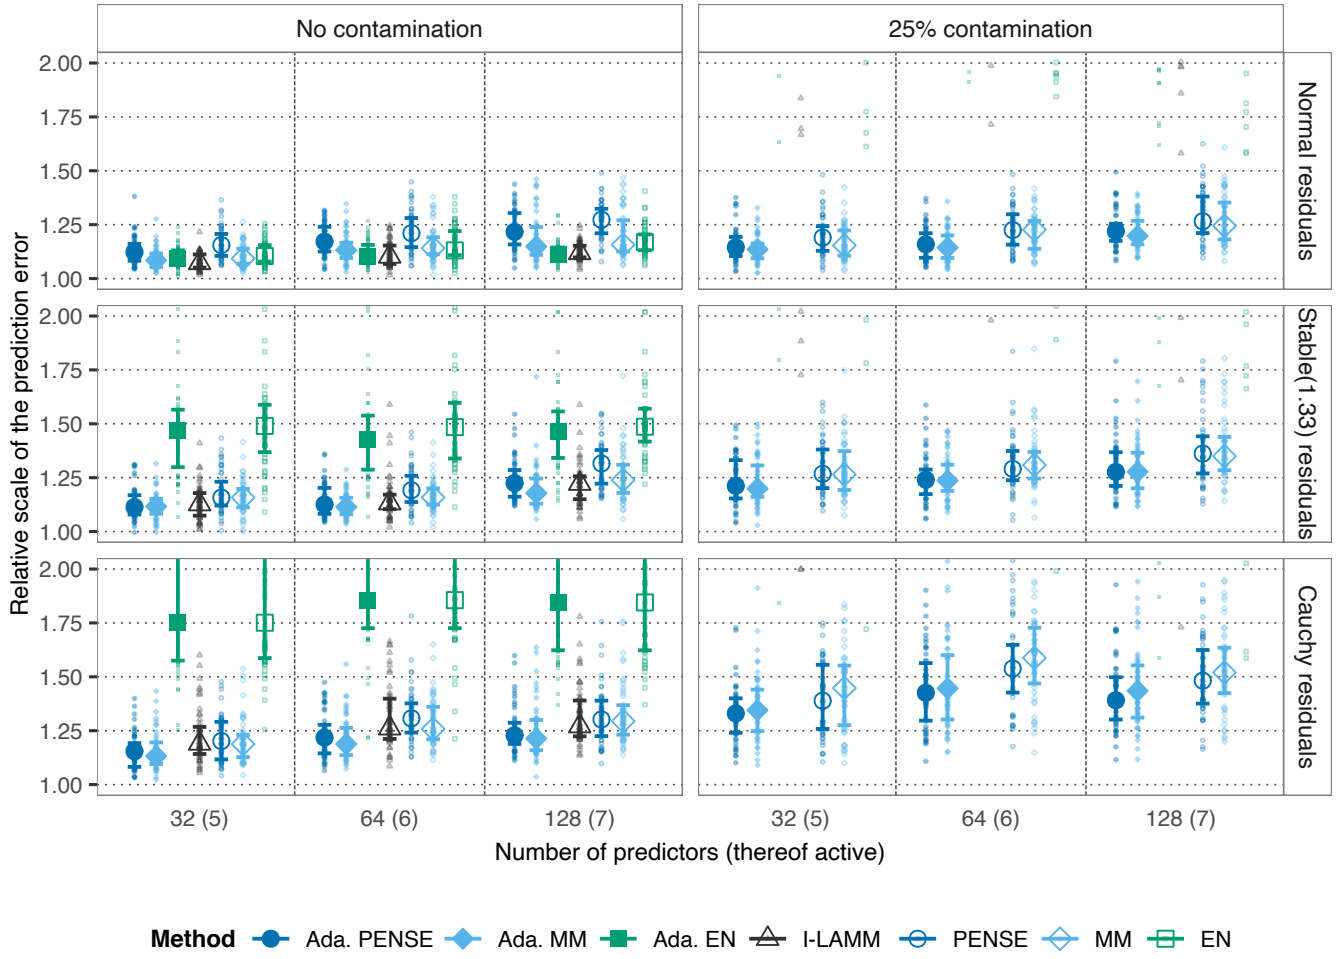 No contamination
25% contamination
Relative scale of the prediction error
2.00
1.75
1.50
1.25
1.00
Normal residuals
2.00
1.75
1.50
1.25
1.00
Stable(1.33) residuals
2.00
1.75
1.50
1.25
1.00
Cauchy residuals
32 (5)
64 (6)
128 (7)
32 (5)
64 (6)
128 (7)
Number of predictors (thereof active)
Method Ada. PENSE Ada. MM Ada. EN I-LAMM PENSE MM EN